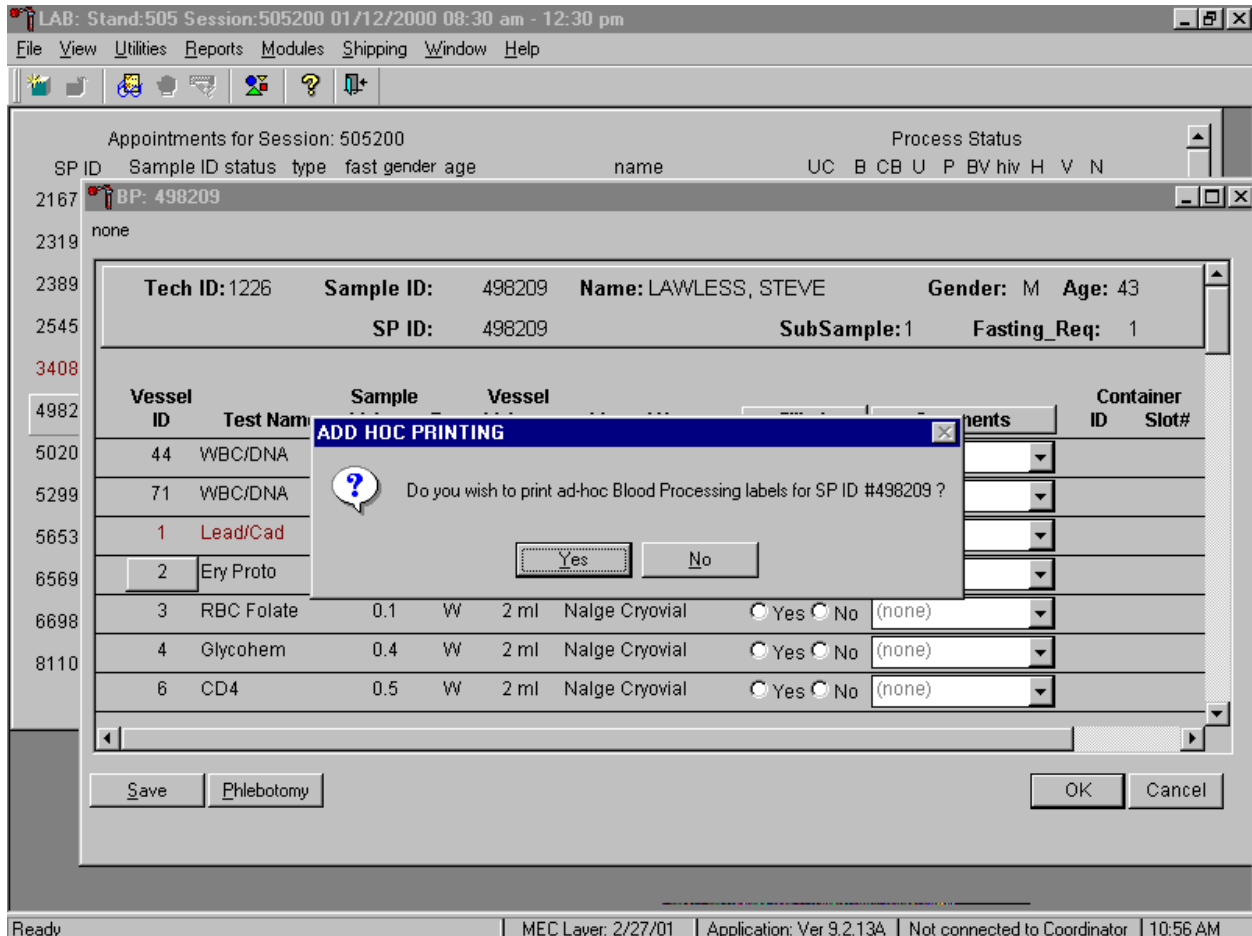 LAB: Stand:505 Session:505200 01/12/2000 08:30 am - 12:30 pm
File View Utilities Reports Modules Shipping Window Help
Appointments for Session: 505200 Process Status
SP ID Sample ID status type fast gender age name UC B CB U P BV hiv H V N
2167
BP: 498209
none
2319
2389
Tech ID: 1226 Sample ID: 498209 Name: LAWLESS, STEVE Gender: M Age: 43
2545
SP ID: 498209 SubSample: 1 Fasting_Req: 1
3408
Vessel Sample Vessel Container
4982
ID Test Nam ID Slot#
ADD HOC PRINTING
5020
44 WBC/DNA
Do you wish to print ad-hoc Blood Processing labels for SP ID #498209 ?
5299
71 WBC/DNA
5653
1 Lead/Cad
Yes No
6569
2 Ery Proto
6698
3 RBC Folate 0.1 W 2 ml Nalge Cryovial Yes No (none)
8110
4 Glycohem 0.4 W 2 ml Nalge Cryovial Yes No (none)
6 CD4 0.5 W 2 ml Nalge Cryovial Yes No (none)
Save Phlebotomy OK Cancel
Ready MEC Layer: 2/27/01 Application: Ver 9.2.13A Not connected to Coordinator 10:56 AM